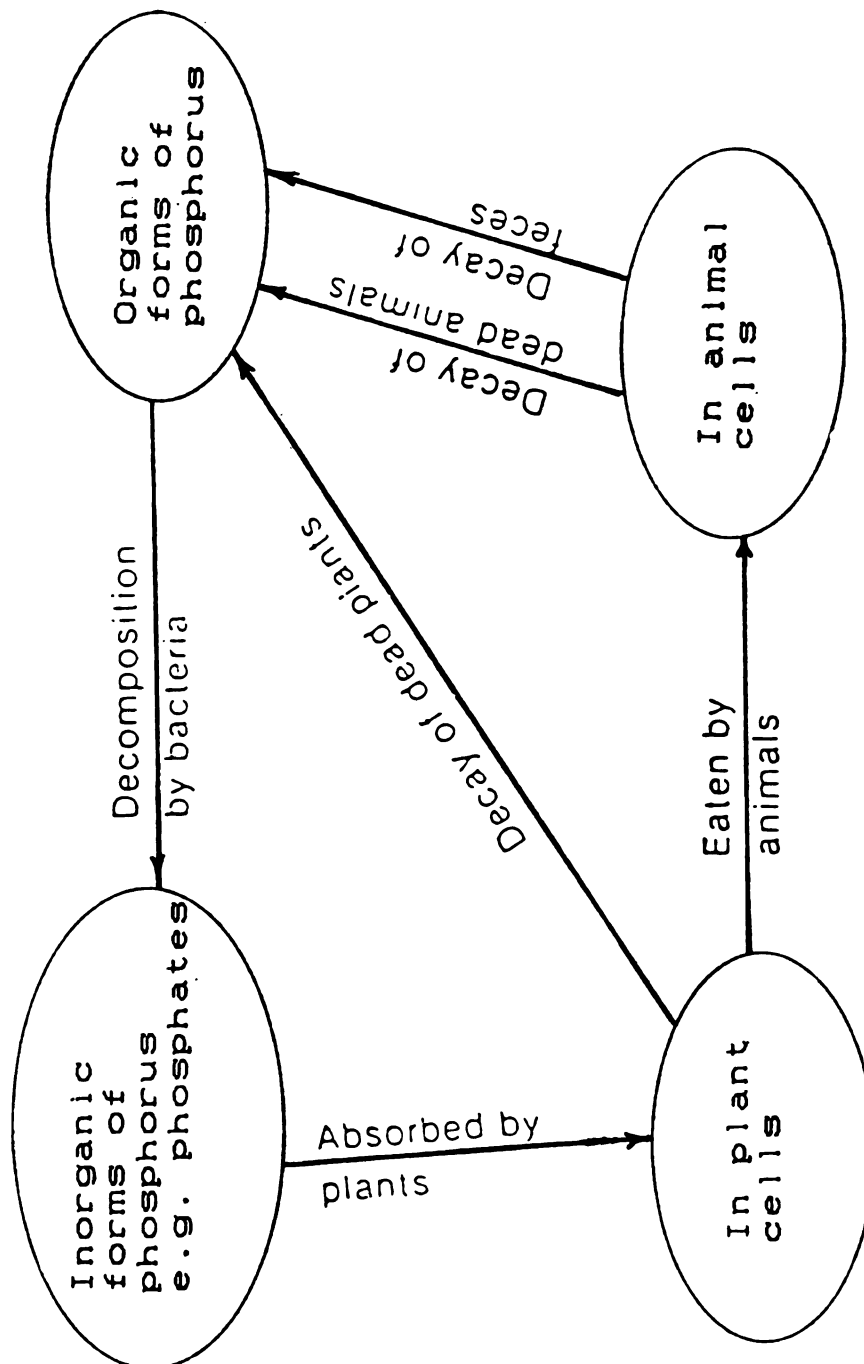 Inorganic
forms of
phosphorus
e.g. phosphates
Decomposition
by bacteria
Organic
forms of
phosphorus
Absorbed by
plants
Decay of dead plants
Decay of
dead animals
Decay of
feces
In plant
cells
Eaten by
animals
In animal
cells